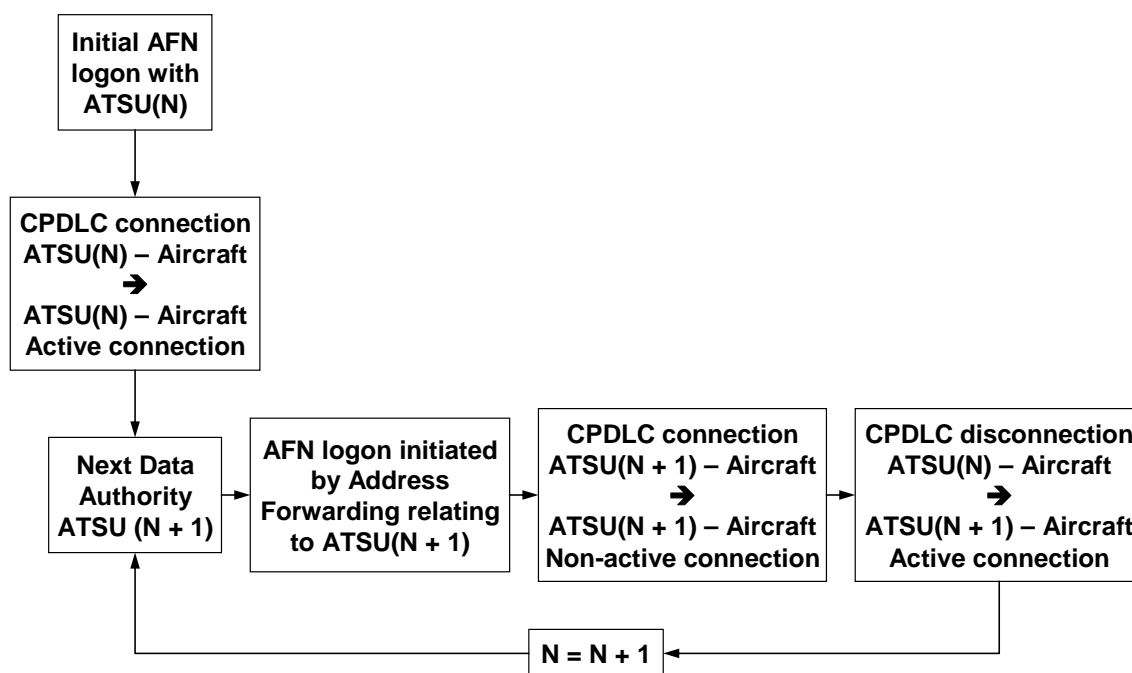 Initial AFN
logon with
ATSU(N)
CPDLC connection
ATSU(N) – Aircraft
➔
ATSU(N) – Aircraft
Active connection
Next Data
Authority
ATSU (N + 1)
AFN logon initiated
by Address
Forwarding relating
to ATSU(N + 1)
CPDLC connection
ATSU(N + 1) – Aircraft
➔
ATSU(N + 1) – Aircraft
Non-active connection
CPDLC disconnection
ATSU(N) – Aircraft
➔
ATSU(N + 1) – Aircraft
Active connection
N = N + 1